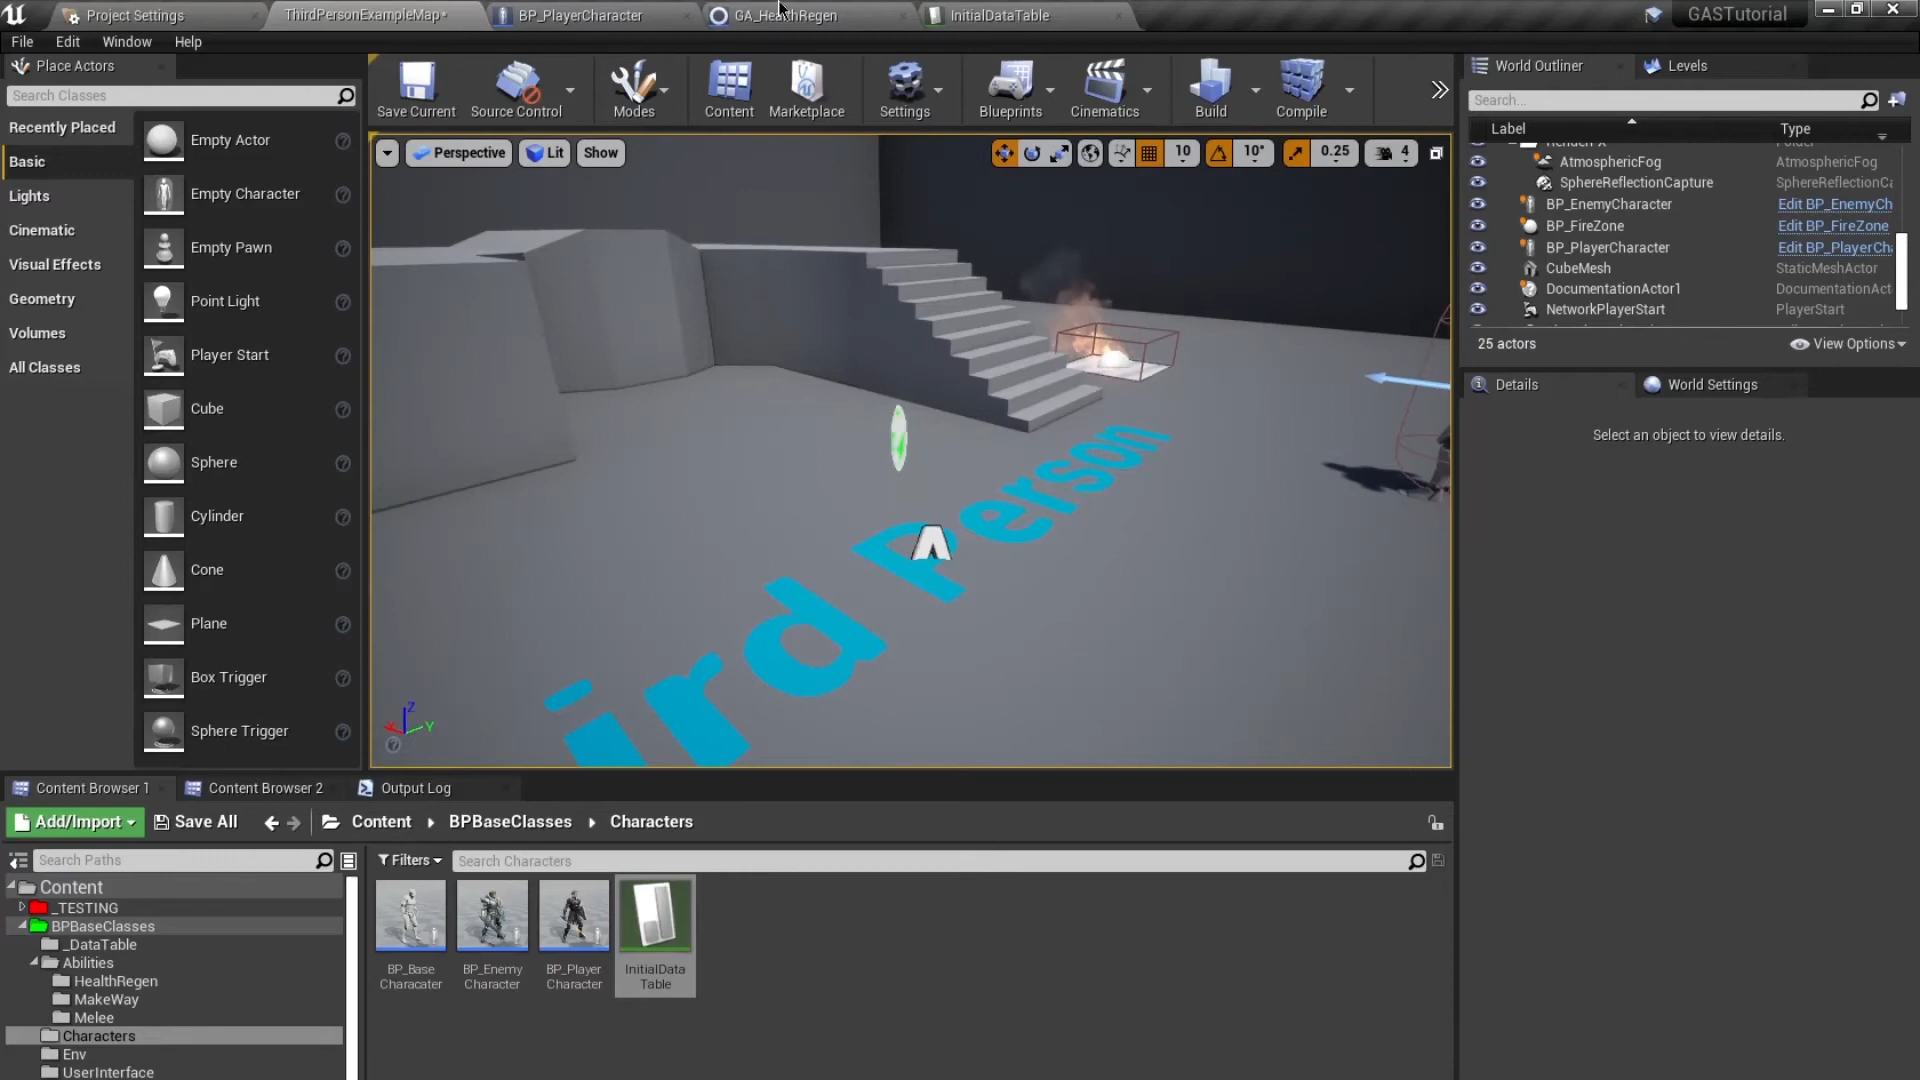 Project Settings
ThirdPersonExampleMap*
BP_PlayerCharacter
GA_HealthRegen
InitialDataTable
GASTutorial
File Edit Window Help
Place Actors
Search Classes
Recently Placed
Basic
Lights
Cinematic
Visual Effects
Geometry
Volumes
All Classes
Empty Actor
Empty Character
Empty Pawn
Point Light
Player Start
Cube
Sphere
Cylinder
Cone
Plane
Box Trigger
Sphere Trigger
Save Current
Source Control
Modes
Content
Marketplace
Settings
Blueprints
Cinematics
Build
Compile
Perspective
Lit
Show
10
10°
0.25
4
ird Person
Z
X
Y
World Outliner
Levels
Search...
Label
Type
AtmosphericFog AtmosphericFog
SphereReflectionCapture SphereReflectionCa
BP_EnemyCharacter Edit BP_EnemyCh
BP_FireZone Edit BP_FireZone
BP_PlayerCharacter Edit BP_PlayerCha
CubeMesh StaticMeshActor
DocumentationActor1 DocumentationAct
NetworkPlayerStart PlayerStart
25 actors
View Options
Details
World Settings
Select an object to view details.
Content Browser 1
Content Browser 2
Output Log
Add/Import
Save All
Content
BPBaseClasses
Characters
Search Paths
Filters
Search Characters
Content
_TESTING
BPBaseClasses
_DataTable
Abilities
HealthRegen
MakeWay
Melee
Characters
Env
UserInterface
BP_Base
Characater
BP_Enemy
Character
BP_Player
Character
InitialData
Table